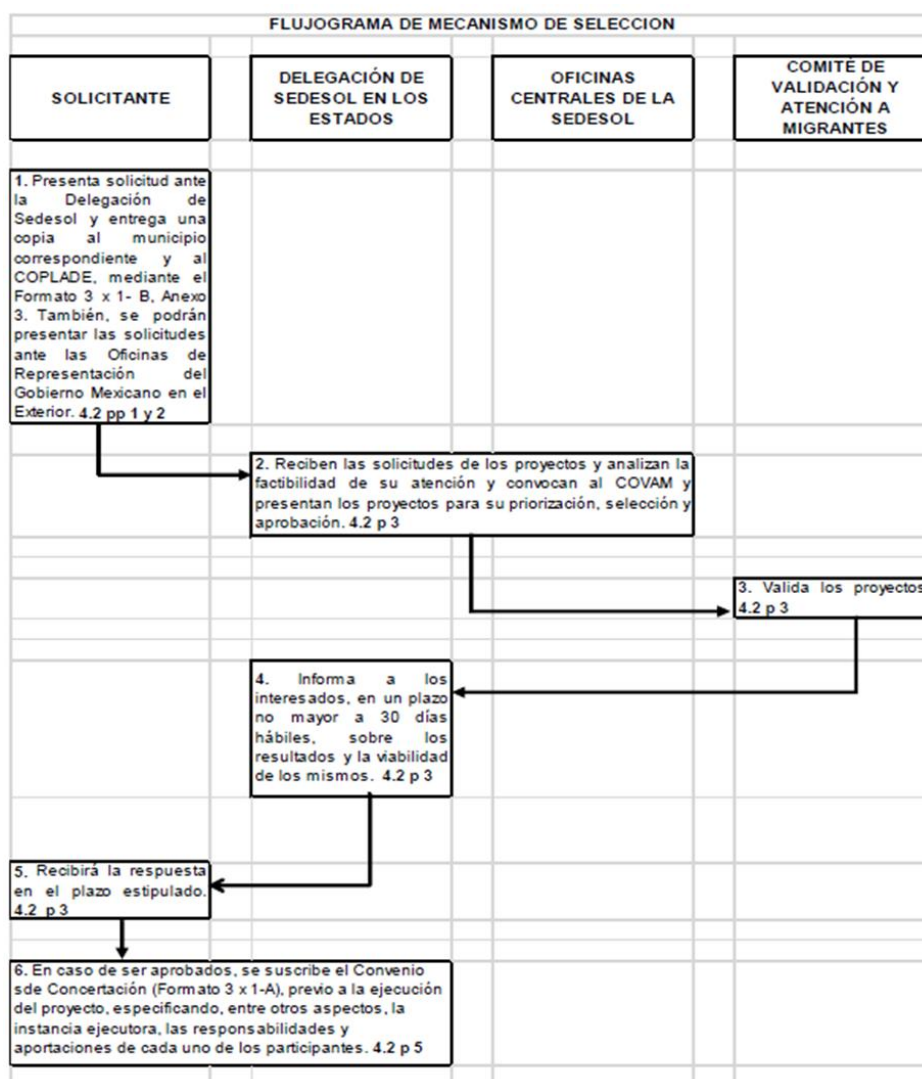 FLUJOGRAMA DE MECANISMO DE SELECCION
SOLICITANTE
DELEGACIÓN DE
SEDESOL EN LOS
ESTADOS
OFICINAS
CENTRALES DE LA
SEDESOL
COMITÉ DE
VALIDACIÓN Y
ATENCIÓN A
MIGRANTES
1. Presenta solicitud ante
la Delegación de
Sedesol y entrega una
copia al municipio
correspondiente y al
COPLADE, mediante el
Formato 3 x 1- B, Anexo
3. También, se podrán
presentar las solicitudes
ante las Oficinas de
Representación del
Gobierno Mexicano en el
Exterior. 4.2 pp 1 y 2
2. Reciben las solicitudes de los proyectos y analizan la
factibilidad de su atención y convocan al COVAM y
presentan los proyectos para su priorización, selección y
aprobación. 4.2 p 3
3. Valida los proyectos
4.2 p 3
4. Informa a los
interesados, en un plazo
no mayor a 30 días
hábiles, sobre los
resultados y la viabilidad
de los mismos. 4.2 p 3
5. Recibirá la respuesta
en el plazo estipulado.
4.2 p 3
6. En caso de ser aprobados, se suscribe el Convenio
sde Concertación (Formato 3 x 1-A), previo a la ejecución
del proyecto, especificando, entre otros aspectos, la
instancia ejecutora, las responsabilidades y
aportaciones de cada uno de los participantes. 4.2 p 5